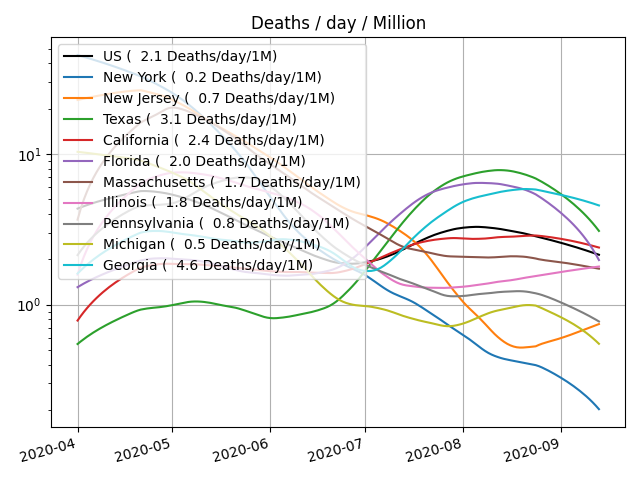 Deaths / day / Million
US (  2.1 Deaths/day/1M)
New York (  0.2 Deaths/day/1M)
New Jersey (  0.7 Deaths/day/1M)
Texas (  3.1 Deaths/day/1M)
California (  2.4 Deaths/day/1M)
Florida (  2.0 Deaths/day/1M)
Massachusetts (  1.7 Deaths/day/1M)
Illinois (  1.8 Deaths/day/1M)
Pennsylvania (  0.8 Deaths/day/1M)
Michigan (  0.5 Deaths/day/1M)
Georgia (  4.6 Deaths/day/1M)
10¹
10⁰
2020-04 2020-05 2020-06 2020-07 2020-08 2020-09